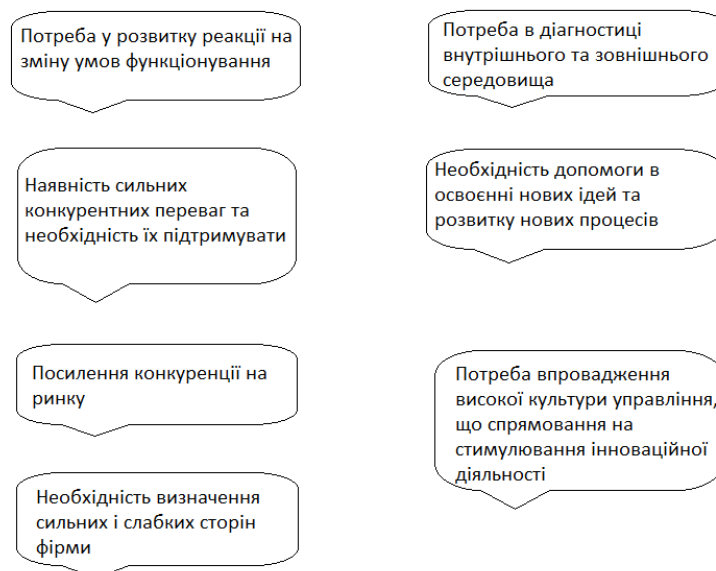 Потреба у розвитку реакції на
зміну умов функціонування
Потреба в діагностиці
внутрішнього та зовнішнього
середовища
Наявність сильних
конкурентних переваг та
необхідність їх підтримувати
Необхідність допомоги в
освоєнні нових ідей та
розвитку нових процесів
Посилення конкуренції на
ринку
Потреба впровадження
високої культури управління,
що спрямовання на
стимулювання інноваційної
діяльності
Необхідність визначення
сильних і слабких сторін
фірми